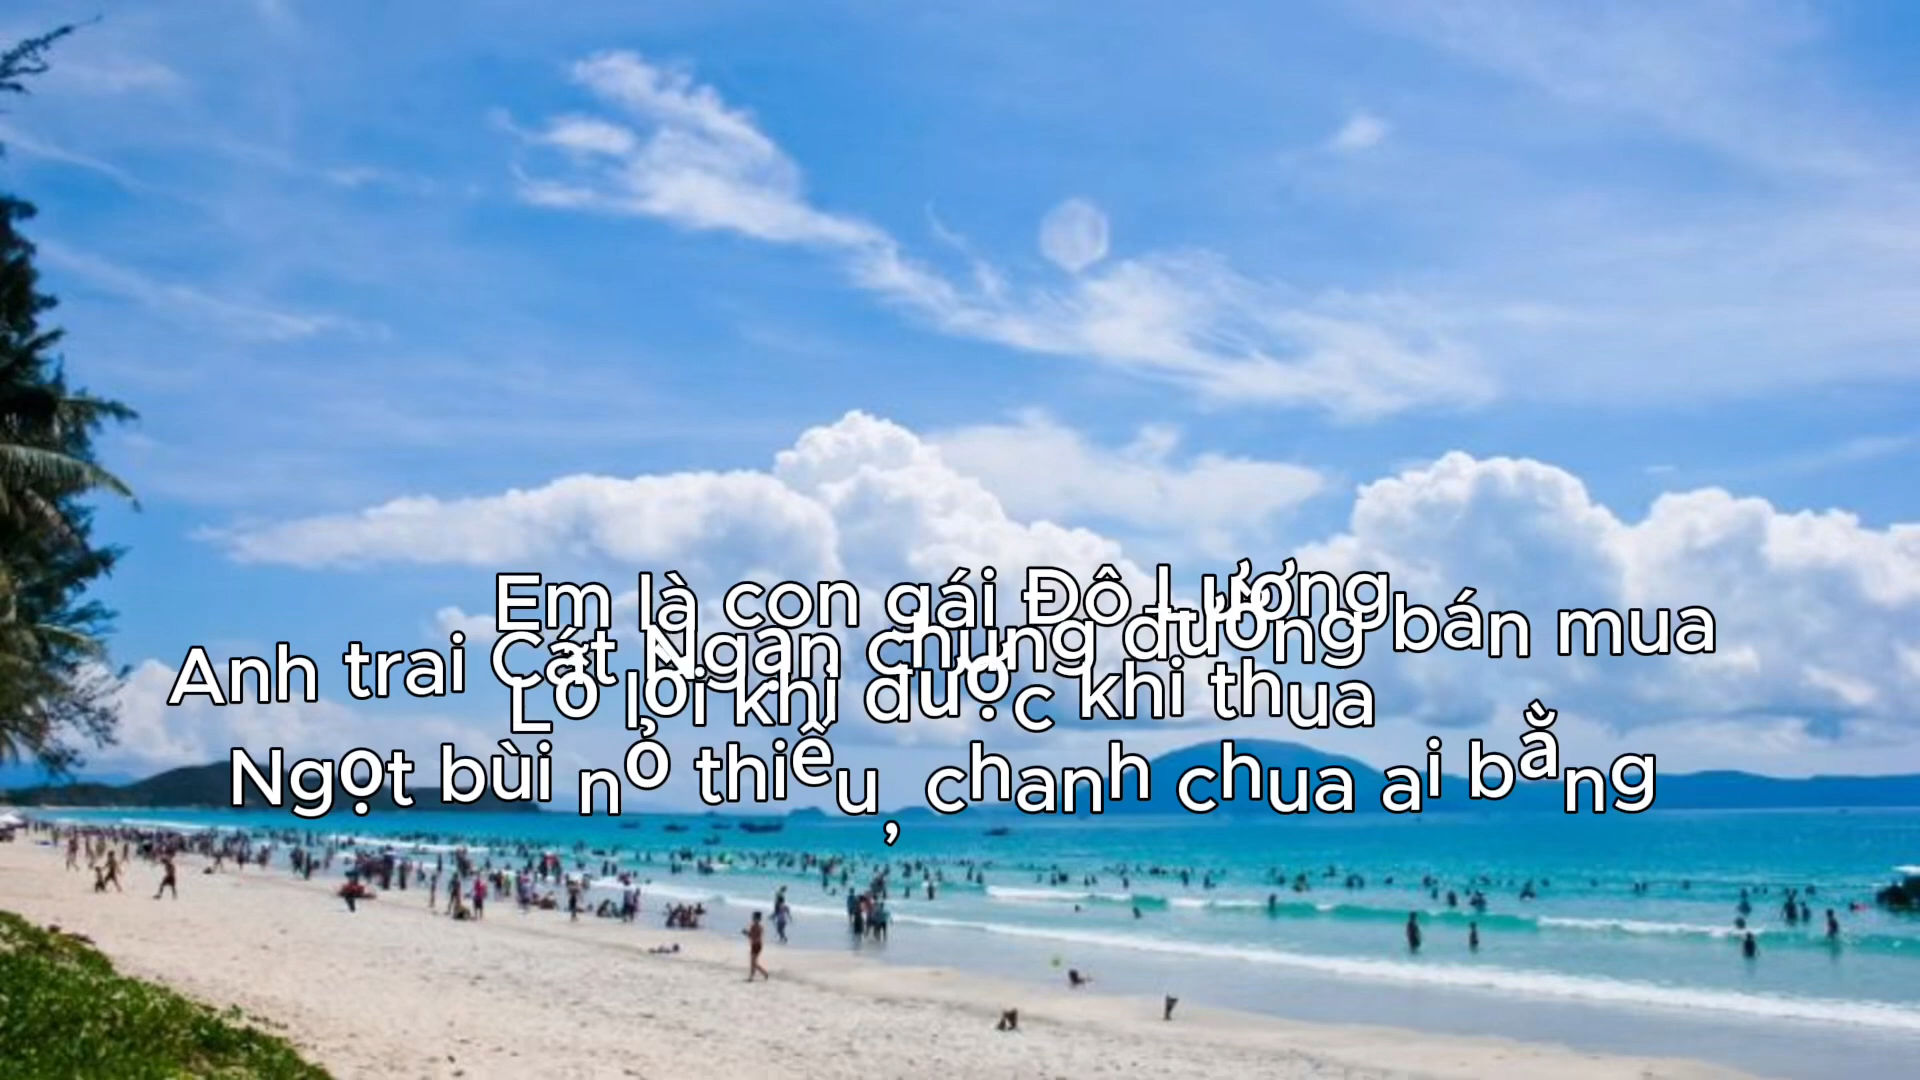 Em là con gái Đô Lương
Anh trai Cát Ngạn chung đường bán mua
Lỗ lời khi được khi thua
Ngọt bùi nỏ thiếu, chanh chua ai bằng